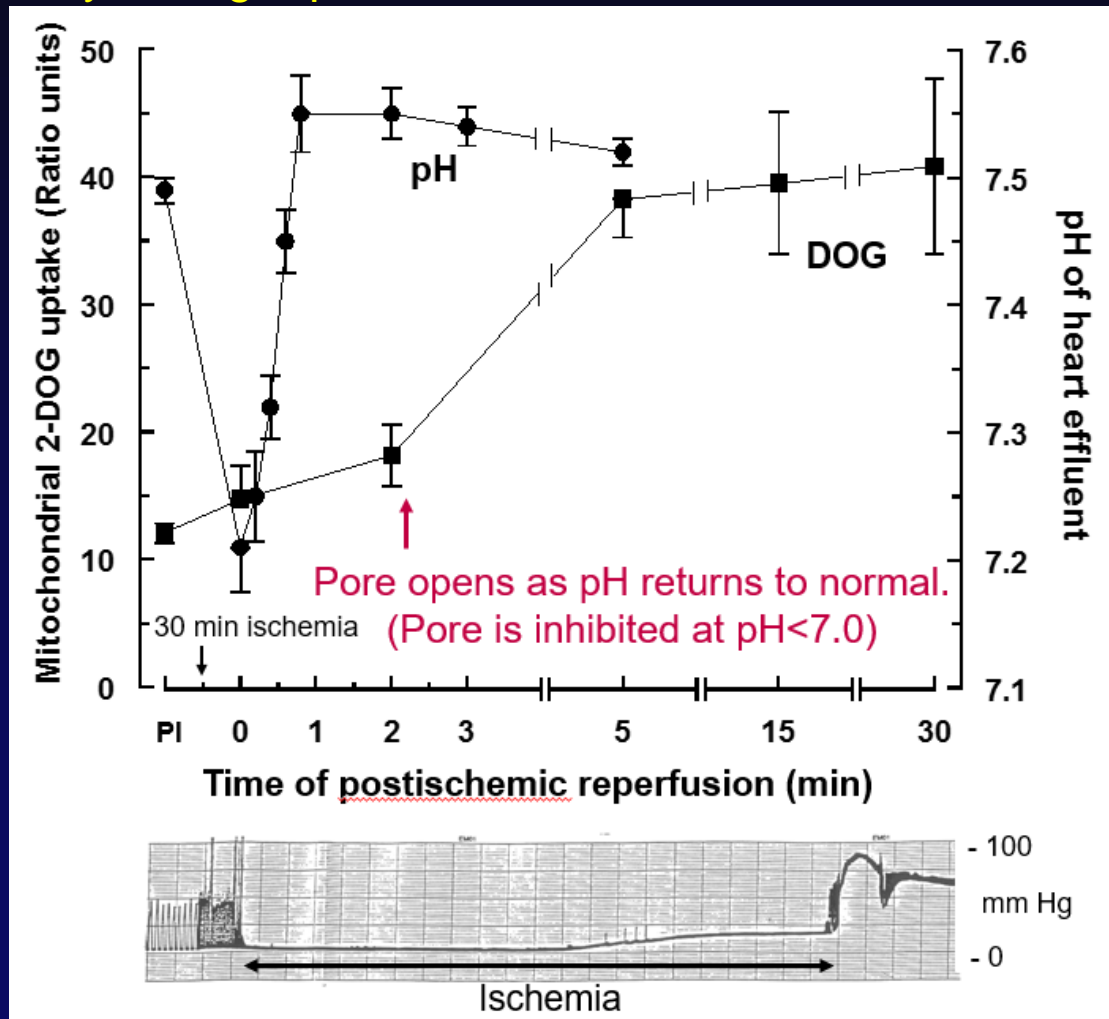 50
40
30
20
10
0
Mitochondrial 2-DOG uptake (Ratio units)
7.6
7.5
7.4
7.3
7.2
7.1
pH of heart effluent
pH
DOG
Pore opens as pH returns to normal.
(Pore is inhibited at pH<7.0)
30 min ischemia
PI 0 1 2 3 5 15 30
Time of postischemic reperfusion (min)
- 100
mm Hg
- 0
Ischemia